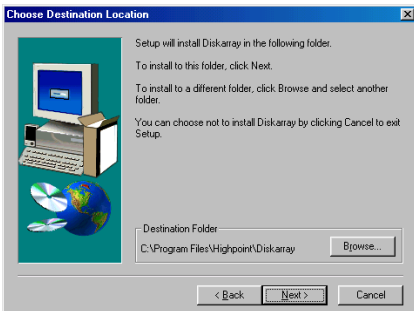 Choose Destination Location
Setup will install Diskarray in the following folder.
To install to this folder, click Next.
To install to a different folder, click Browse and select another
folder.
You can choose not to install Diskarray by clicking Cancel to exit
Setup.
Destination Folder
C:\Program Files\Highpoint\Diskarray
Browse...
< Back
Next >
Cancel